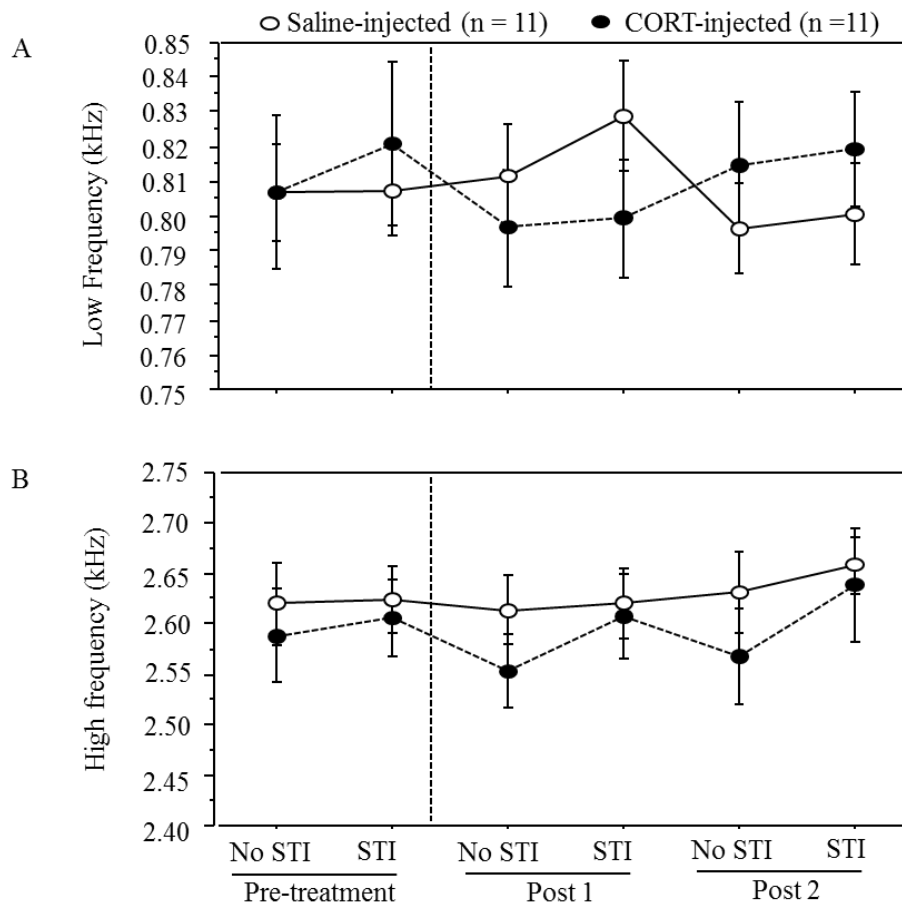 Saline-injected (n = 11) CORT-injected (n =11)
A
Low Frequency (kHz)
0.85
0.84
0.83
0.82
0.81
0.80
0.79
0.78
0.77
0.76
0.75
B
High frequency (kHz)
2.75
2.70
2.65
2.60
2.55
2.50
2.45
2.40
No STI STI No STI STI No STI STI
Pre-treatment Post 1 Post 2